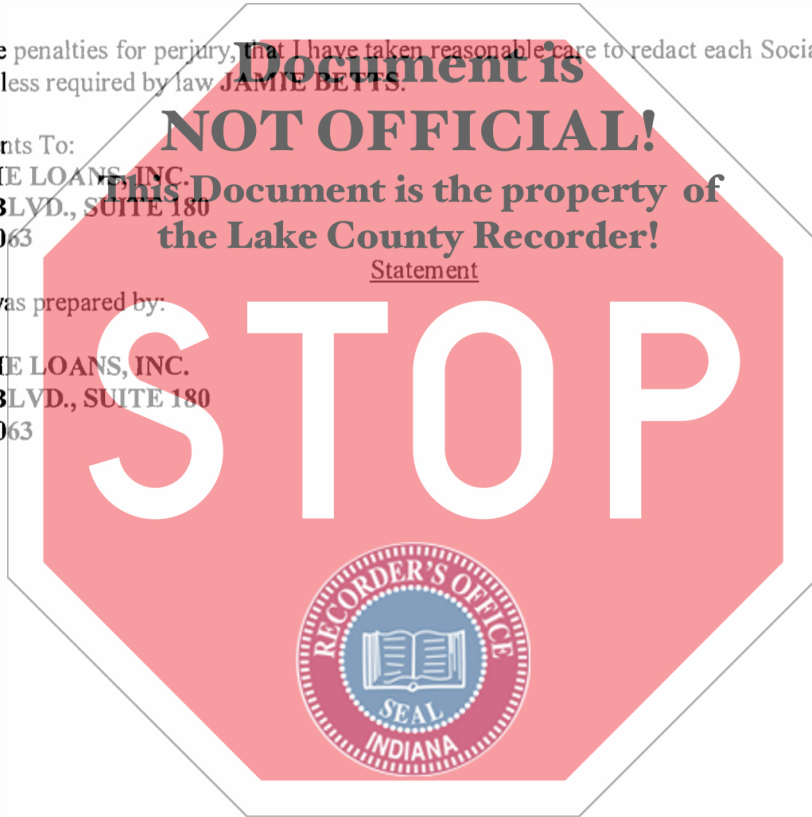 e penalties for perjury, that I have taken reasonable care to redact each Socia
less required by law JAMIE BETTS.
Document is
NOT OFFICIAL!
This Document is the property of
the Lake County Recorder!
nts To:
E LOANS, INC.
BLVD., SUITE 180
063
Statement
was prepared by:
E LOANS, INC.
BLVD., SUITE 180
063
STOP
RECORDER'S OFFICE
SEAL
INDIANA